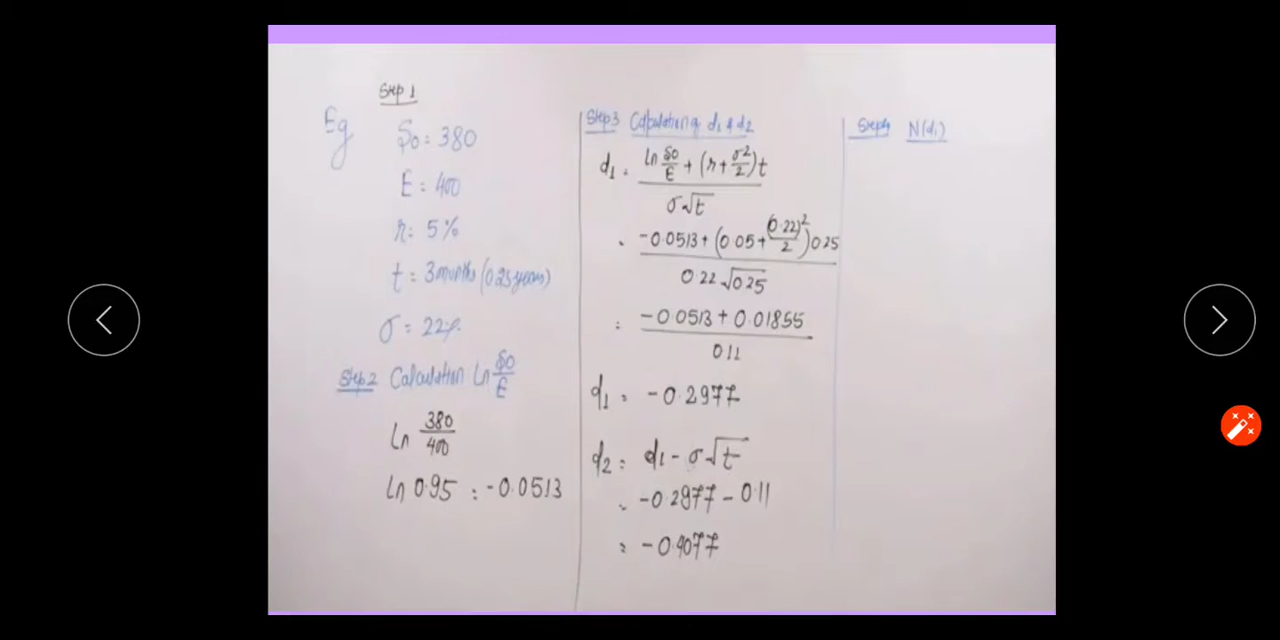 Step 1
Eg
S₀ = 380
E = 400
r = 5%
t = 3 months (0.25 years)
σ = 22%
Step 2 Calculation ln S₀/E
ln 380/400
ln 0.95 = -0.0513
Step 3 Calculation of d₁ & d₂
d₁ = ln S₀/E + (r + σ²/2)t
σ√t
= -0.0513 + (0.05 + (0.22)²/2) 0.25
0.22 √0.25
= -0.0513 + 0.01855
0.11
d₁ = -0.2977
d₂ = d₁ - σ√t
= -0.2977 - 0.11
= -0.4077
Step 4 N(d₁)